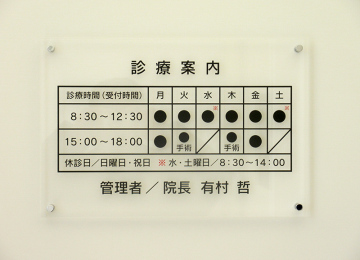 診療案内
診療時間(受付時間) 月 火 水 木 金 土
8:30～12:30 ● ● ●※ ● ● ●※
15:00～18:00 ● ●手術 ／ ●手術 ● ／
休診日／日曜日・祝日 ※水・土曜日／8:30～14:00
管理者／院長 有村 哲